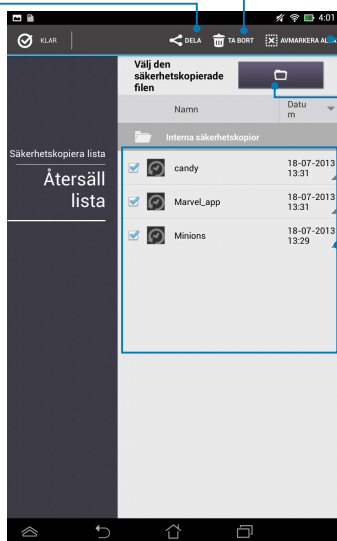 4:01
KLAR
DELA
TA BORT
AVMARKERA ALLA
Välj den
säkerhetskopierade
filen
Namn
Datu
m
Interna säkerhetskopior
Säkerhetskopiera lista
Återsäll
lista
candy
18-07-2013
13:31
Marvel_app
18-07-2013
13:31
Minions
18-07-2013
13:29